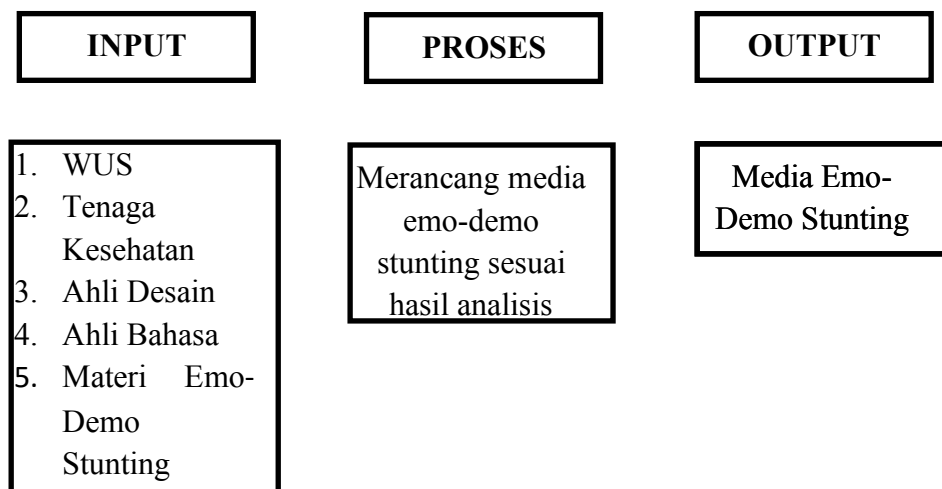 INPUT
PROSES
OUTPUT
1. WUS
2. Tenaga
Kesehatan
3. Ahli Desain
4. Ahli Bahasa
5. Materi Emo-
Demo
Stunting
Merancang media
emo-demo
stunting sesuai
hasil analisis
Media Emo-
Demo Stunting